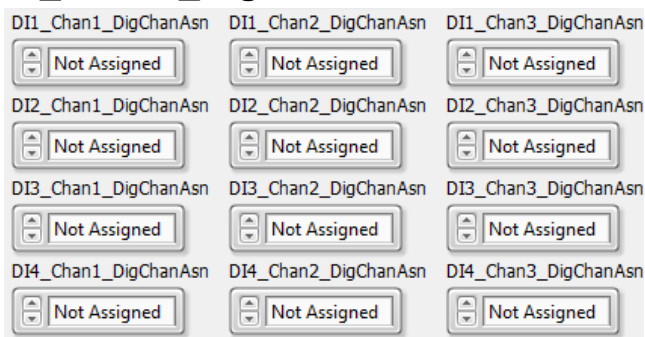 DI1_Chan1_DigChanAsn DI1_Chan2_DigChanAsn DI1_Chan3_DigChanAsn
Not Assigned Not Assigned Not Assigned
DI2_Chan1_DigChanAsn DI2_Chan2_DigChanAsn DI2_Chan3_DigChanAsn
Not Assigned Not Assigned Not Assigned
DI3_Chan1_DigChanAsn DI3_Chan2_DigChanAsn DI3_Chan3_DigChanAsn
Not Assigned Not Assigned Not Assigned
DI4_Chan1_DigChanAsn DI4_Chan2_DigChanAsn DI4_Chan3_DigChanAsn
Not Assigned Not Assigned Not Assigned